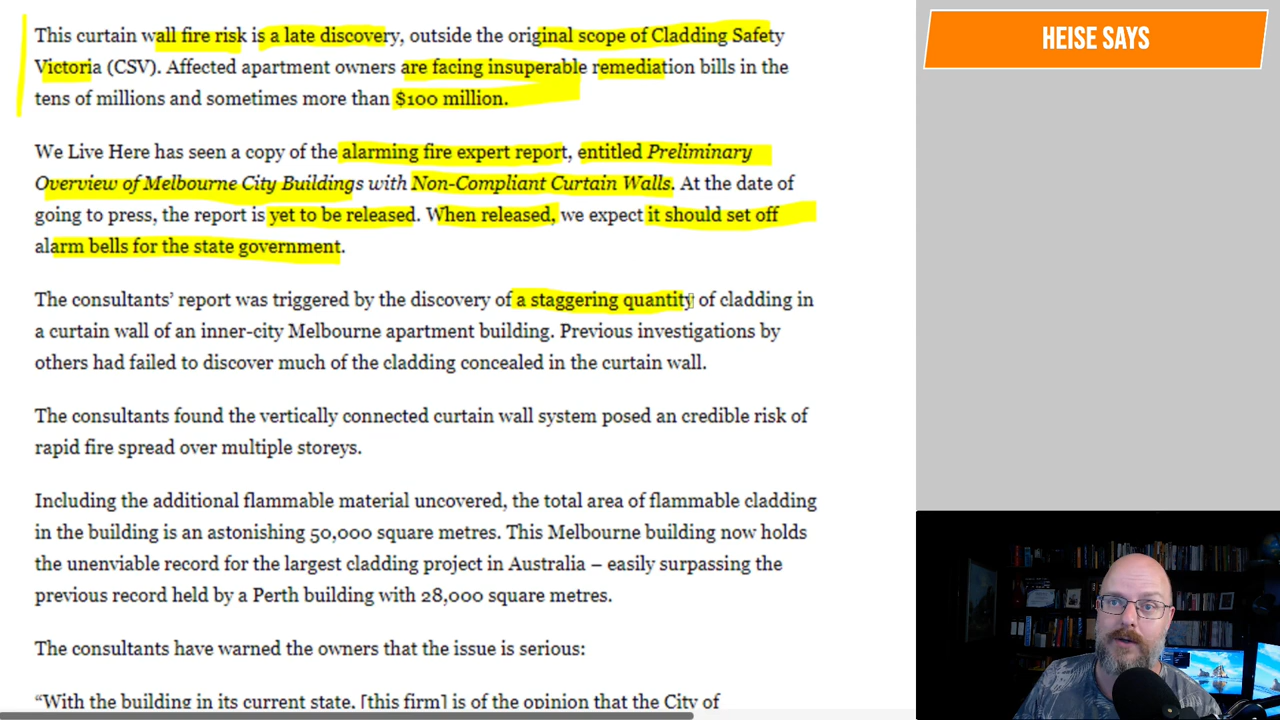 This curtain wall fire risk is a late discovery, outside the original scope of Cladding Safety
Victoria (CSV). Affected apartment owners are facing insuperable remediation bills in the
tens of millions and sometimes more than $100 million.
We Live Here has seen a copy of the alarming fire expert report, entitled Preliminary
Overview of Melbourne City Buildings with Non-Compliant Curtain Walls. At the date of
going to press, the report is yet to be released. When released, we expect it should set off
alarm bells for the state government.
The consultants’ report was triggered by the discovery of a staggering quantity of cladding in
a curtain wall of an inner-city Melbourne apartment building. Previous investigations by
others had failed to discover much of the cladding concealed in the curtain wall.
The consultants found the vertically connected curtain wall system posed an credible risk of
rapid fire spread over multiple storeys.
Including the additional flammable material uncovered, the total area of flammable cladding
in the building is an astonishing 50,000 square metres. This Melbourne building now holds
the unenviable record for the largest cladding project in Australia – easily surpassing the
previous record held by a Perth building with 28,000 square metres.
The consultants have warned the owners that the issue is serious:
“With the building in its current state, [this firm] is of the opinion that the City of
HEISE SAYS